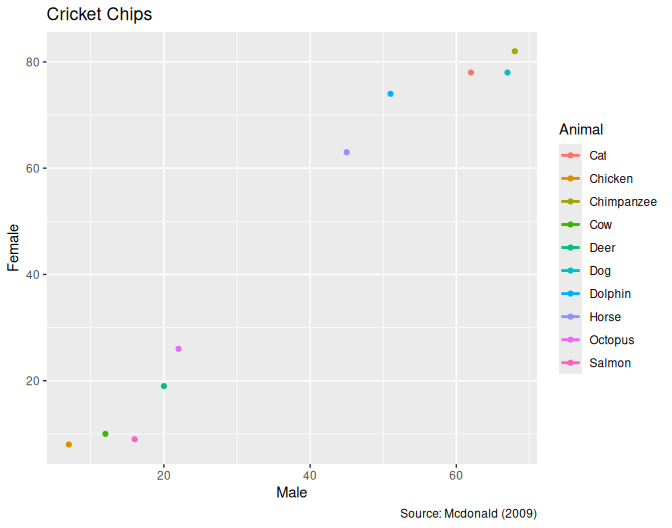 Cricket Chips
80
60
40
20
Female
20 40 60
Male
Source: Mcdonald (2009)
Animal
Cat
Chicken
Chimpanzee
Cow
Deer
Dog
Dolphin
Horse
Octopus
Salmon